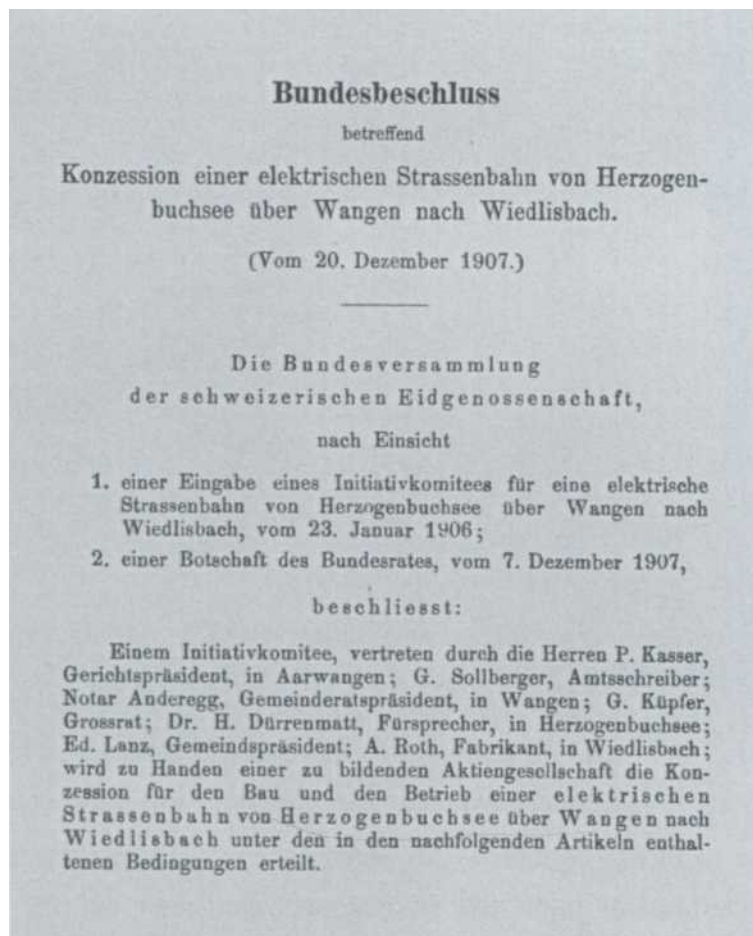 Bundesbeschluss
betreffend
Konzession einer elektrischen Strassenbahn von Herzogen-
buchsee über Wangen nach Wiedlisbach.
(Vom 20. Dezember 1907.)
Die Bundesversammlung
der schweizerischen Eidgenossenschaft,
nach Einsicht
1. einer Eingabe eines Initiativkomitees für eine elektrische
Strassenbahn von Herzogenbuchsee über Wangen nach
Wiedlisbach, vom 23. Januar 1906;
2. einer Botschaft des Bundesrates, vom 7. Dezember 1907,
beschliesst:
Einem Initiativkomitee, vertreten durch die Herren P. Kasser,
Gerichtspräsident, in Aarwangen; G. Sollberger, Amtsschreiber;
Notar Anderegg, Gemeinderatspräsident, in Wangen; G. Küpfer,
Grossrat; Dr. H. Dürrenmatt, Fürsprecher, in Herzogenbuchsee;
Ed. Lanz, Gemeindspräsident; A. Roth, Fabrikant, in Wiedlisbach;
wird zu Handen einer zu bildenden Aktiengesellschaft die Kon-
zession für den Bau und den Betrieb einer elektrischen
Strassenbahn von Herzogenbuchsee über Wangen nach
Wiedlisbach unter den in den nachfolgenden Artikeln enthal-
tenen Bedingungen erteilt.